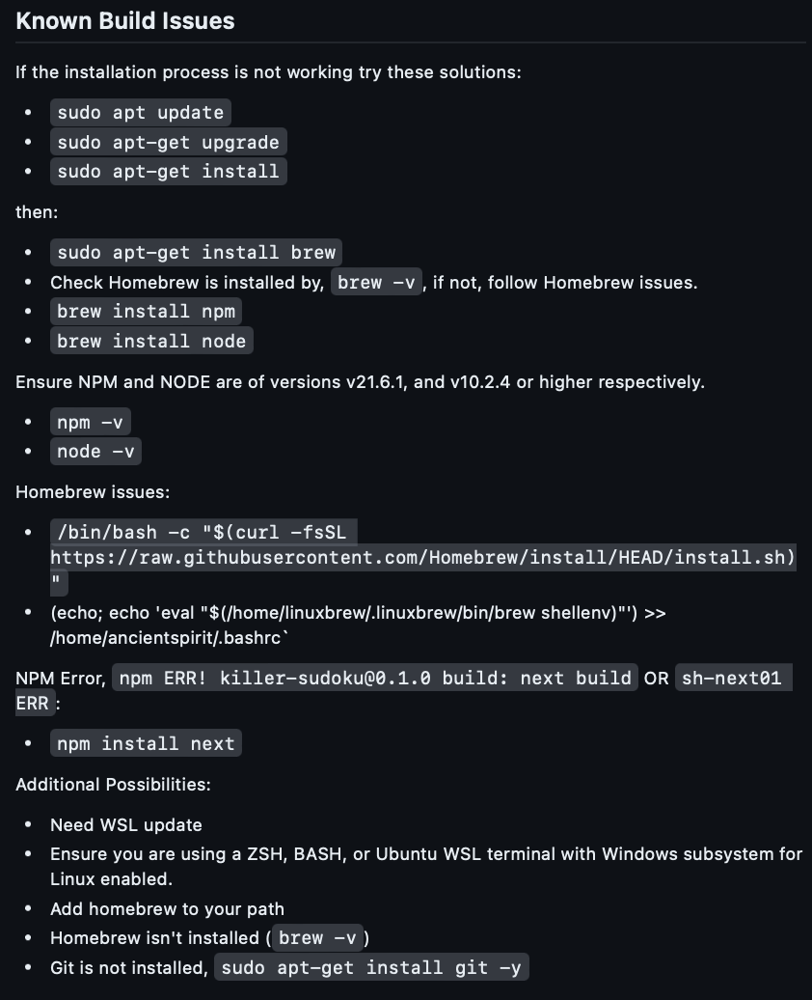 Known Build Issues
If the installation process is not working try these solutions:
• sudo apt update
• sudo apt-get upgrade
• sudo apt-get install
then:
• sudo apt-get install brew
• Check Homebrew is installed by, brew -v, if not, follow Homebrew issues.
• brew install npm
• brew install node
Ensure NPM and NODE are of versions v21.6.1, and v10.2.4 or higher respectively.
• npm -v
• node -v
Homebrew issues:
• /bin/bash -c "$(curl -fsSL
https://raw.githubusercontent.com/Homebrew/install/HEAD/install.sh)
"
• (echo; echo 'eval "$(/home/linuxbrew/.linuxbrew/bin/brew shellenv)"') >>
/home/ancientspirit/.bashrc`
NPM Error, npm ERR! killer-sudoku@0.1.0 build: next build OR sh-next01
ERR:
• npm install next
Additional Possibilities:
• Need WSL update
• Ensure you are using a ZSH, BASH, or Ubuntu WSL terminal with Windows subsystem for
Linux enabled.
• Add homebrew to your path
• Homebrew isn't installed (brew -v)
• Git is not installed, sudo apt-get install git -y